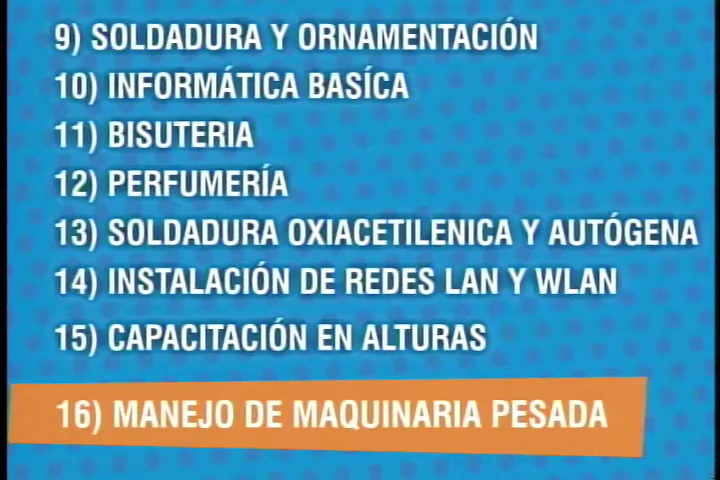 9) SOLDADURA Y ORNAMENTACIÓN
10) INFORMÁTICA BASÍCA
11) BISUTERIA
12) PERFUMERÍA
13) SOLDADURA OXIACETILENICA Y AUTÓGENA
14) INSTALACIÓN DE REDES LAN Y WLAN
15) CAPACITACIÓN EN ALTURAS
16) MANEJO DE MAQUINARIA PESADA